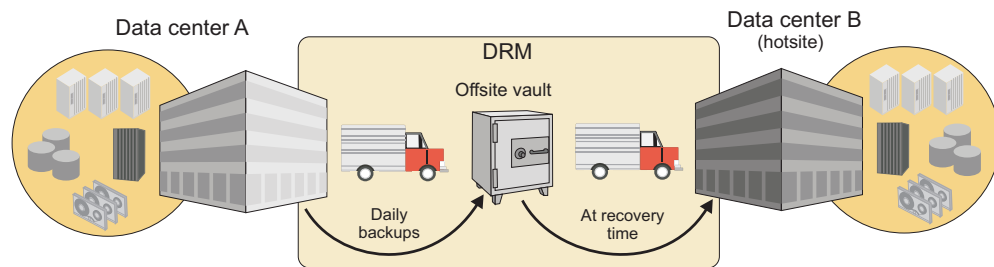 Data center A
DRM
Data center B
(hotsite)
Offsite vault
Daily
backups
At recovery
time